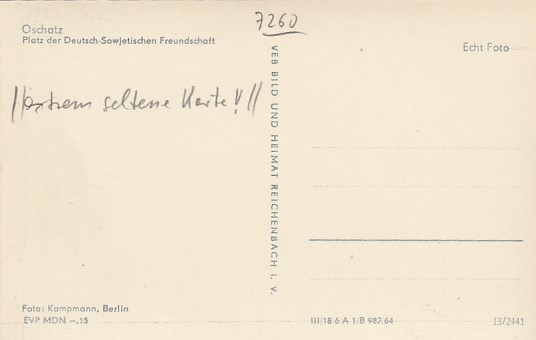 7260
Oschatz
Platz der Deutsch-Sowjetischen Freundschaft
Echt Foto
//extrem seltene Karte!//
VEB BILD UND HEIMAT REICHENBACH I. V.
Foto: Kampmann, Berlin
EVP MDN –,15
III/18 6 A 1/B 982/64
13/2441